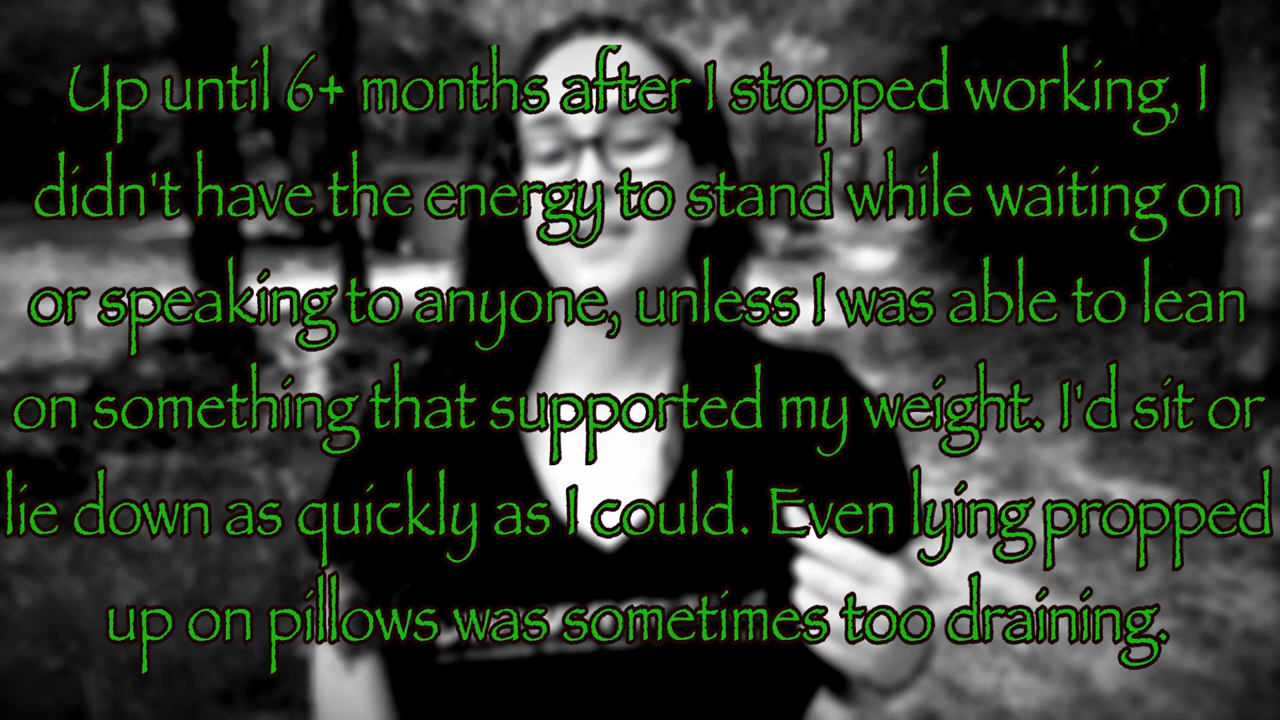 Up until 6+ months after I stopped working, I
didn't have the energy to stand while waiting on
or speaking to anyone, unless I was able to lean
on something that supported my weight. I'd sit or
lie down as quickly as I could. Even lying propped
up on pillows was sometimes too draining.